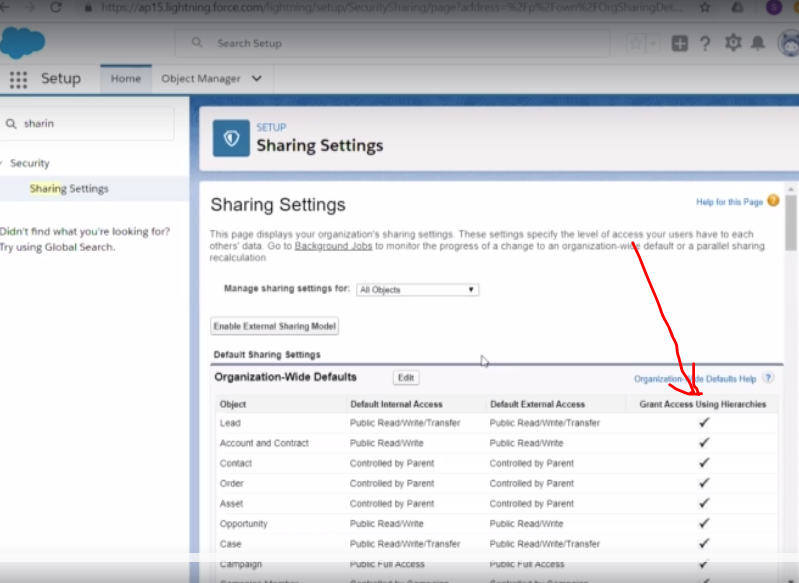 https://ap15.lightning.force.com/lightning/setup/SecuritySharing/page?address=%2Fp%2Fown%2FOrgSharingDet...
Search Setup
Setup
Home
Object Manager
sharin
Security
Sharing Settings
Didn't find what you're looking for?
Try using Global Search.
SETUP
Sharing Settings
Sharing Settings
Help for this Page
This page displays your organization's sharing settings. These settings specify the level of access your users have to each
others' data. Go to Background Jobs to monitor the progress of a change to an organization-wide default or a parallel sharing
recalculation.
Manage sharing settings for: All Objects
Enable External Sharing Model
Default Sharing Settings
Organization-Wide Defaults Edit Organization-Wide Defaults Help ?
Object Default Internal Access Default External Access Grant Access Using Hierarchies
Lead Public Read/Write/Transfer Public Read/Write/Transfer ✓
Account and Contract Public Read/Write Public Read/Write ✓
Contact Controlled by Parent Controlled by Parent ✓
Order Controlled by Parent Controlled by Parent ✓
Asset Controlled by Parent Controlled by Parent ✓
Opportunity Public Read/Write Public Read/Write ✓
Case Public Read/Write/Transfer Public Read/Write/Transfer ✓
Campaign Public Full Access Public Full Access ✓
Campaign Member